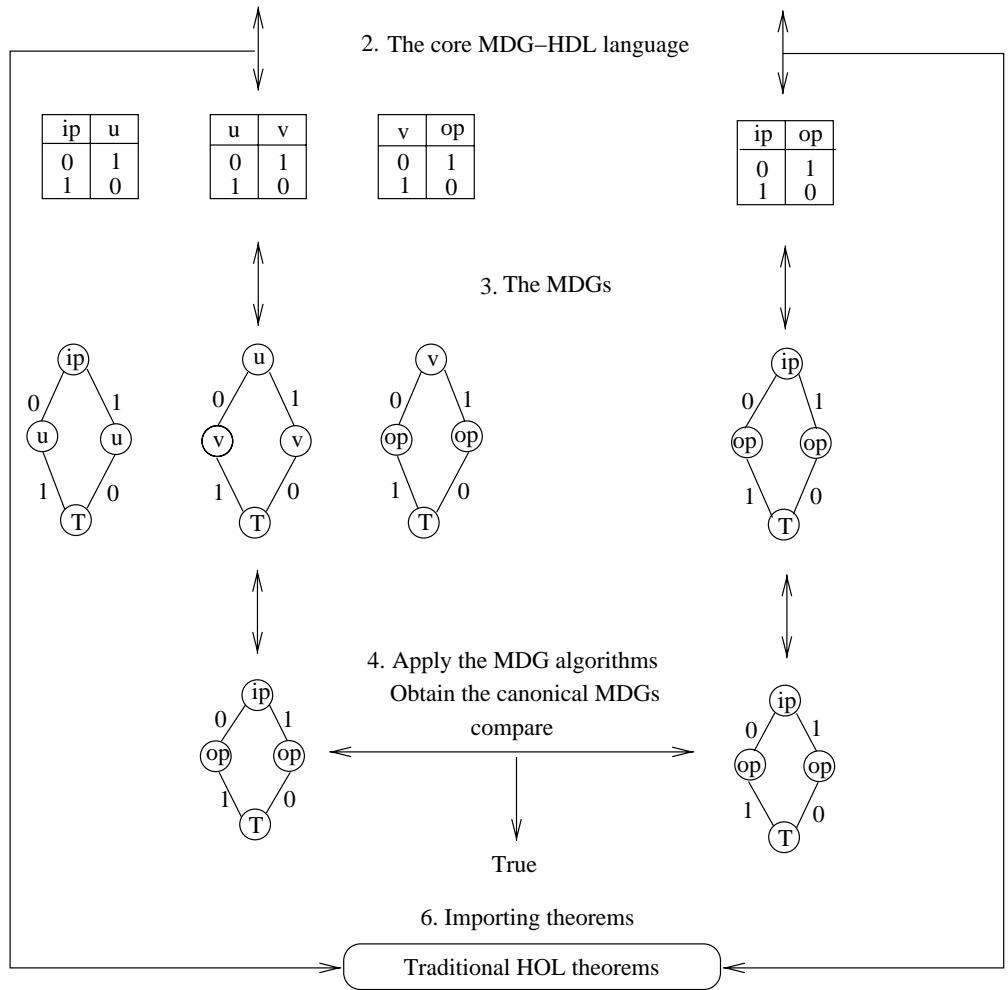 2. The core MDG–HDL language
ip u
0 1
1 0
u v
0 1
1 0
v op
0 1
1 0
ip op
0 1
1 0
3. The MDGs
ip
0 1
u u
1 0
T
u
0 1
v v
1 0
T
v
0 1
op op
1 0
T
ip
0 1
op op
1 0
T
4. Apply the MDG algorithms
Obtain the canonical MDGs
compare
ip
0 1
op op
1 0
T
ip
0 1
op op
1 0
T
True
6. Importing theorems
Traditional HOL theorems